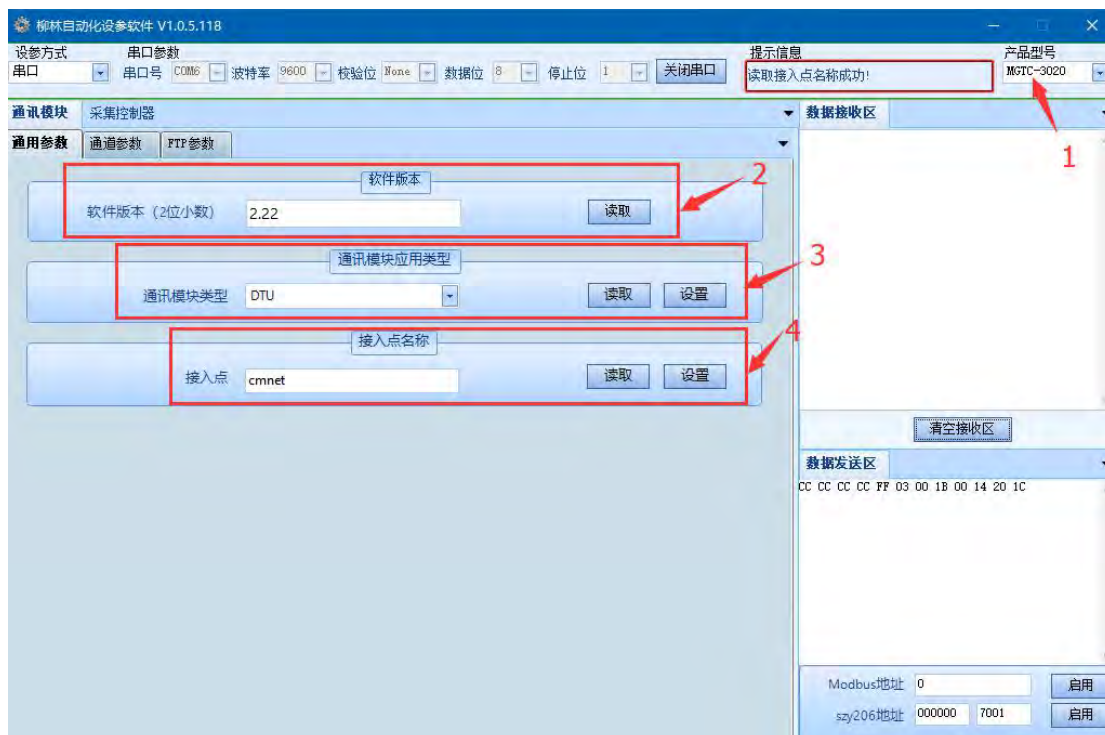 柳林自动化设参软件 V1.0.5.118
设参方式 串口参数 提示信息 产品型号
串口 串口号 COM6 波特率 9600 校验位 None 数据位 8 停止位 1 关闭串口 读取接入点名称成功! MGTC-3020
通讯模块 采集控制器 数据接收区
通用参数 通道参数 FTP参数
1
软件版本 2
软件版本（2位小数） 2.22 读取
通讯模块应用类型 3
通讯模块类型 DTU 读取 设置
接入点名称 4
接入点 cmnet 读取 设置
清空接收区
数据发送区
CC CC CC CC FF 03 00 1B 00 14 20 1C
Modbus地址 0 启用
szy206地址 000000 7001 启用